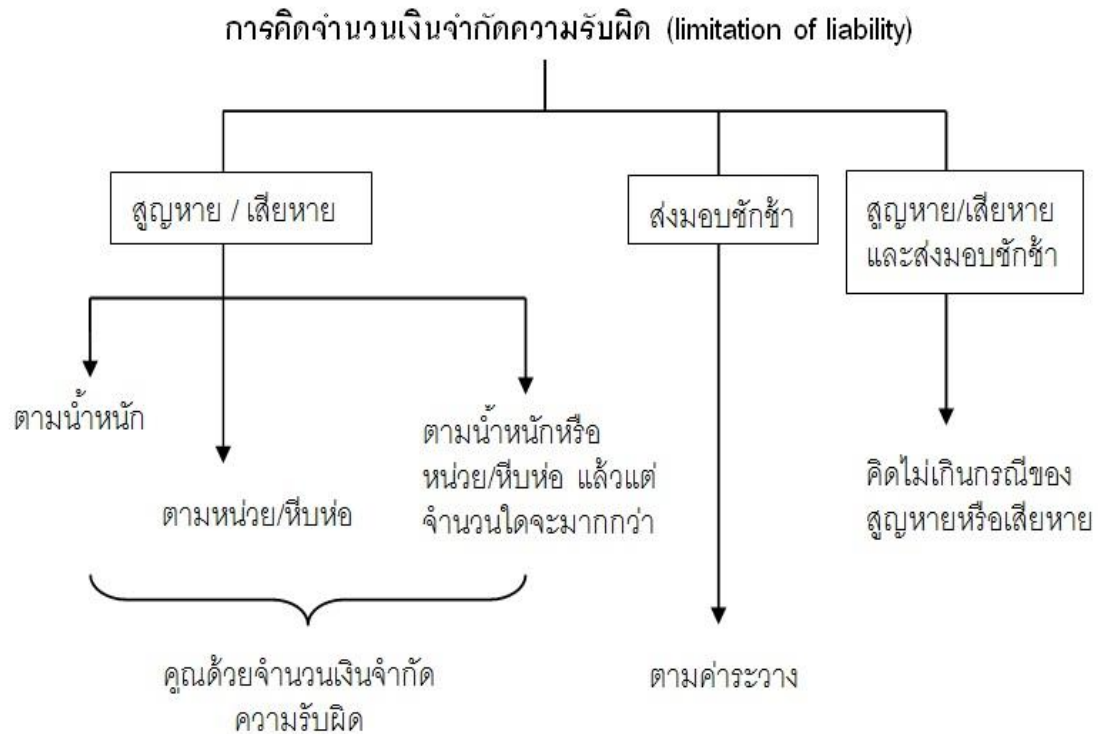 การคิดจำนวนเงินจำกัดความรับผิด (limitation of liability)
สูญหาย / เสียหาย
ส่งมอบชักช้า
สูญหาย/เสียหาย
และส่งมอบชักช้า
ตามน้ำหนัก
ตามหน่วย/หีบห่อ
ตามน้ำหนักหรือ
หน่วย/หีบห่อ แล้วแต่
จำนวนใดจะมากกว่า
คิดไม่เกินกรณีของ
สูญหายหรือเสียหาย
คูณด้วยจำนวนเงินจำกัด
ความรับผิด
ตามค่าระวาง